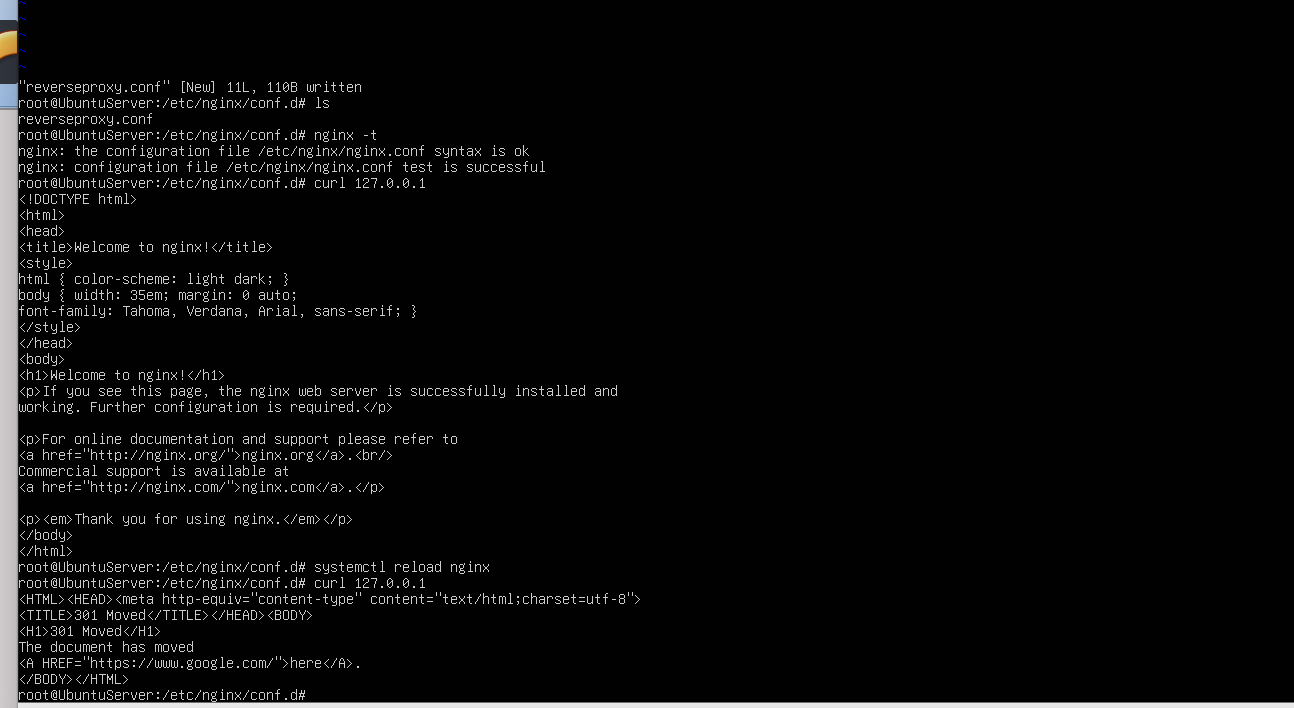 ~
~
~
~
~
"reverseproxy.conf" [New] 11L, 110B written
root@UbuntuServer:/etc/nginx/conf.d# ls
reverseproxy.conf
root@UbuntuServer:/etc/nginx/conf.d# nginx -t
nginx: the configuration file /etc/nginx/nginx.conf syntax is ok
nginx: configuration file /etc/nginx/nginx.conf test is successful
root@UbuntuServer:/etc/nginx/conf.d# curl 127.0.0.1
<!DOCTYPE html>
<html>
<head>
<title>Welcome to nginx!</title>
<style>
html { color-scheme: light dark; }
body { width: 35em; margin: 0 auto;
font-family: Tahoma, Verdana, Arial, sans-serif; }
</style>
</head>
<body>
<h1>Welcome to nginx!</h1>
<p>If you see this page, the nginx web server is successfully installed and
working. Further configuration is required.</p>

<p>For online documentation and support please refer to
<a href="http://nginx.org/">nginx.org</a>.<br/>
Commercial support is available at
<a href="http://nginx.com/">nginx.com</a>.</p>

<p><em>Thank you for using nginx.</em></p>
</body>
</html>
root@UbuntuServer:/etc/nginx/conf.d# systemctl reload nginx
root@UbuntuServer:/etc/nginx/conf.d# curl 127.0.0.1
<HTML><HEAD><meta http-equiv="content-type" content="text/html;charset=utf-8">
<TITLE>301 Moved</TITLE></HEAD><BODY>
<H1>301 Moved</H1>
The document has moved
<A HREF="https://www.google.com/">here</A>.
</BODY></HTML>
root@UbuntuServer:/etc/nginx/conf.d#